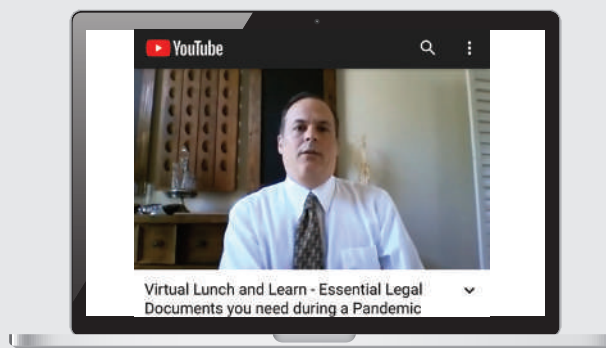 YouTube
Virtual Lunch and Learn - Essential Legal
Documents you need during a Pandemic